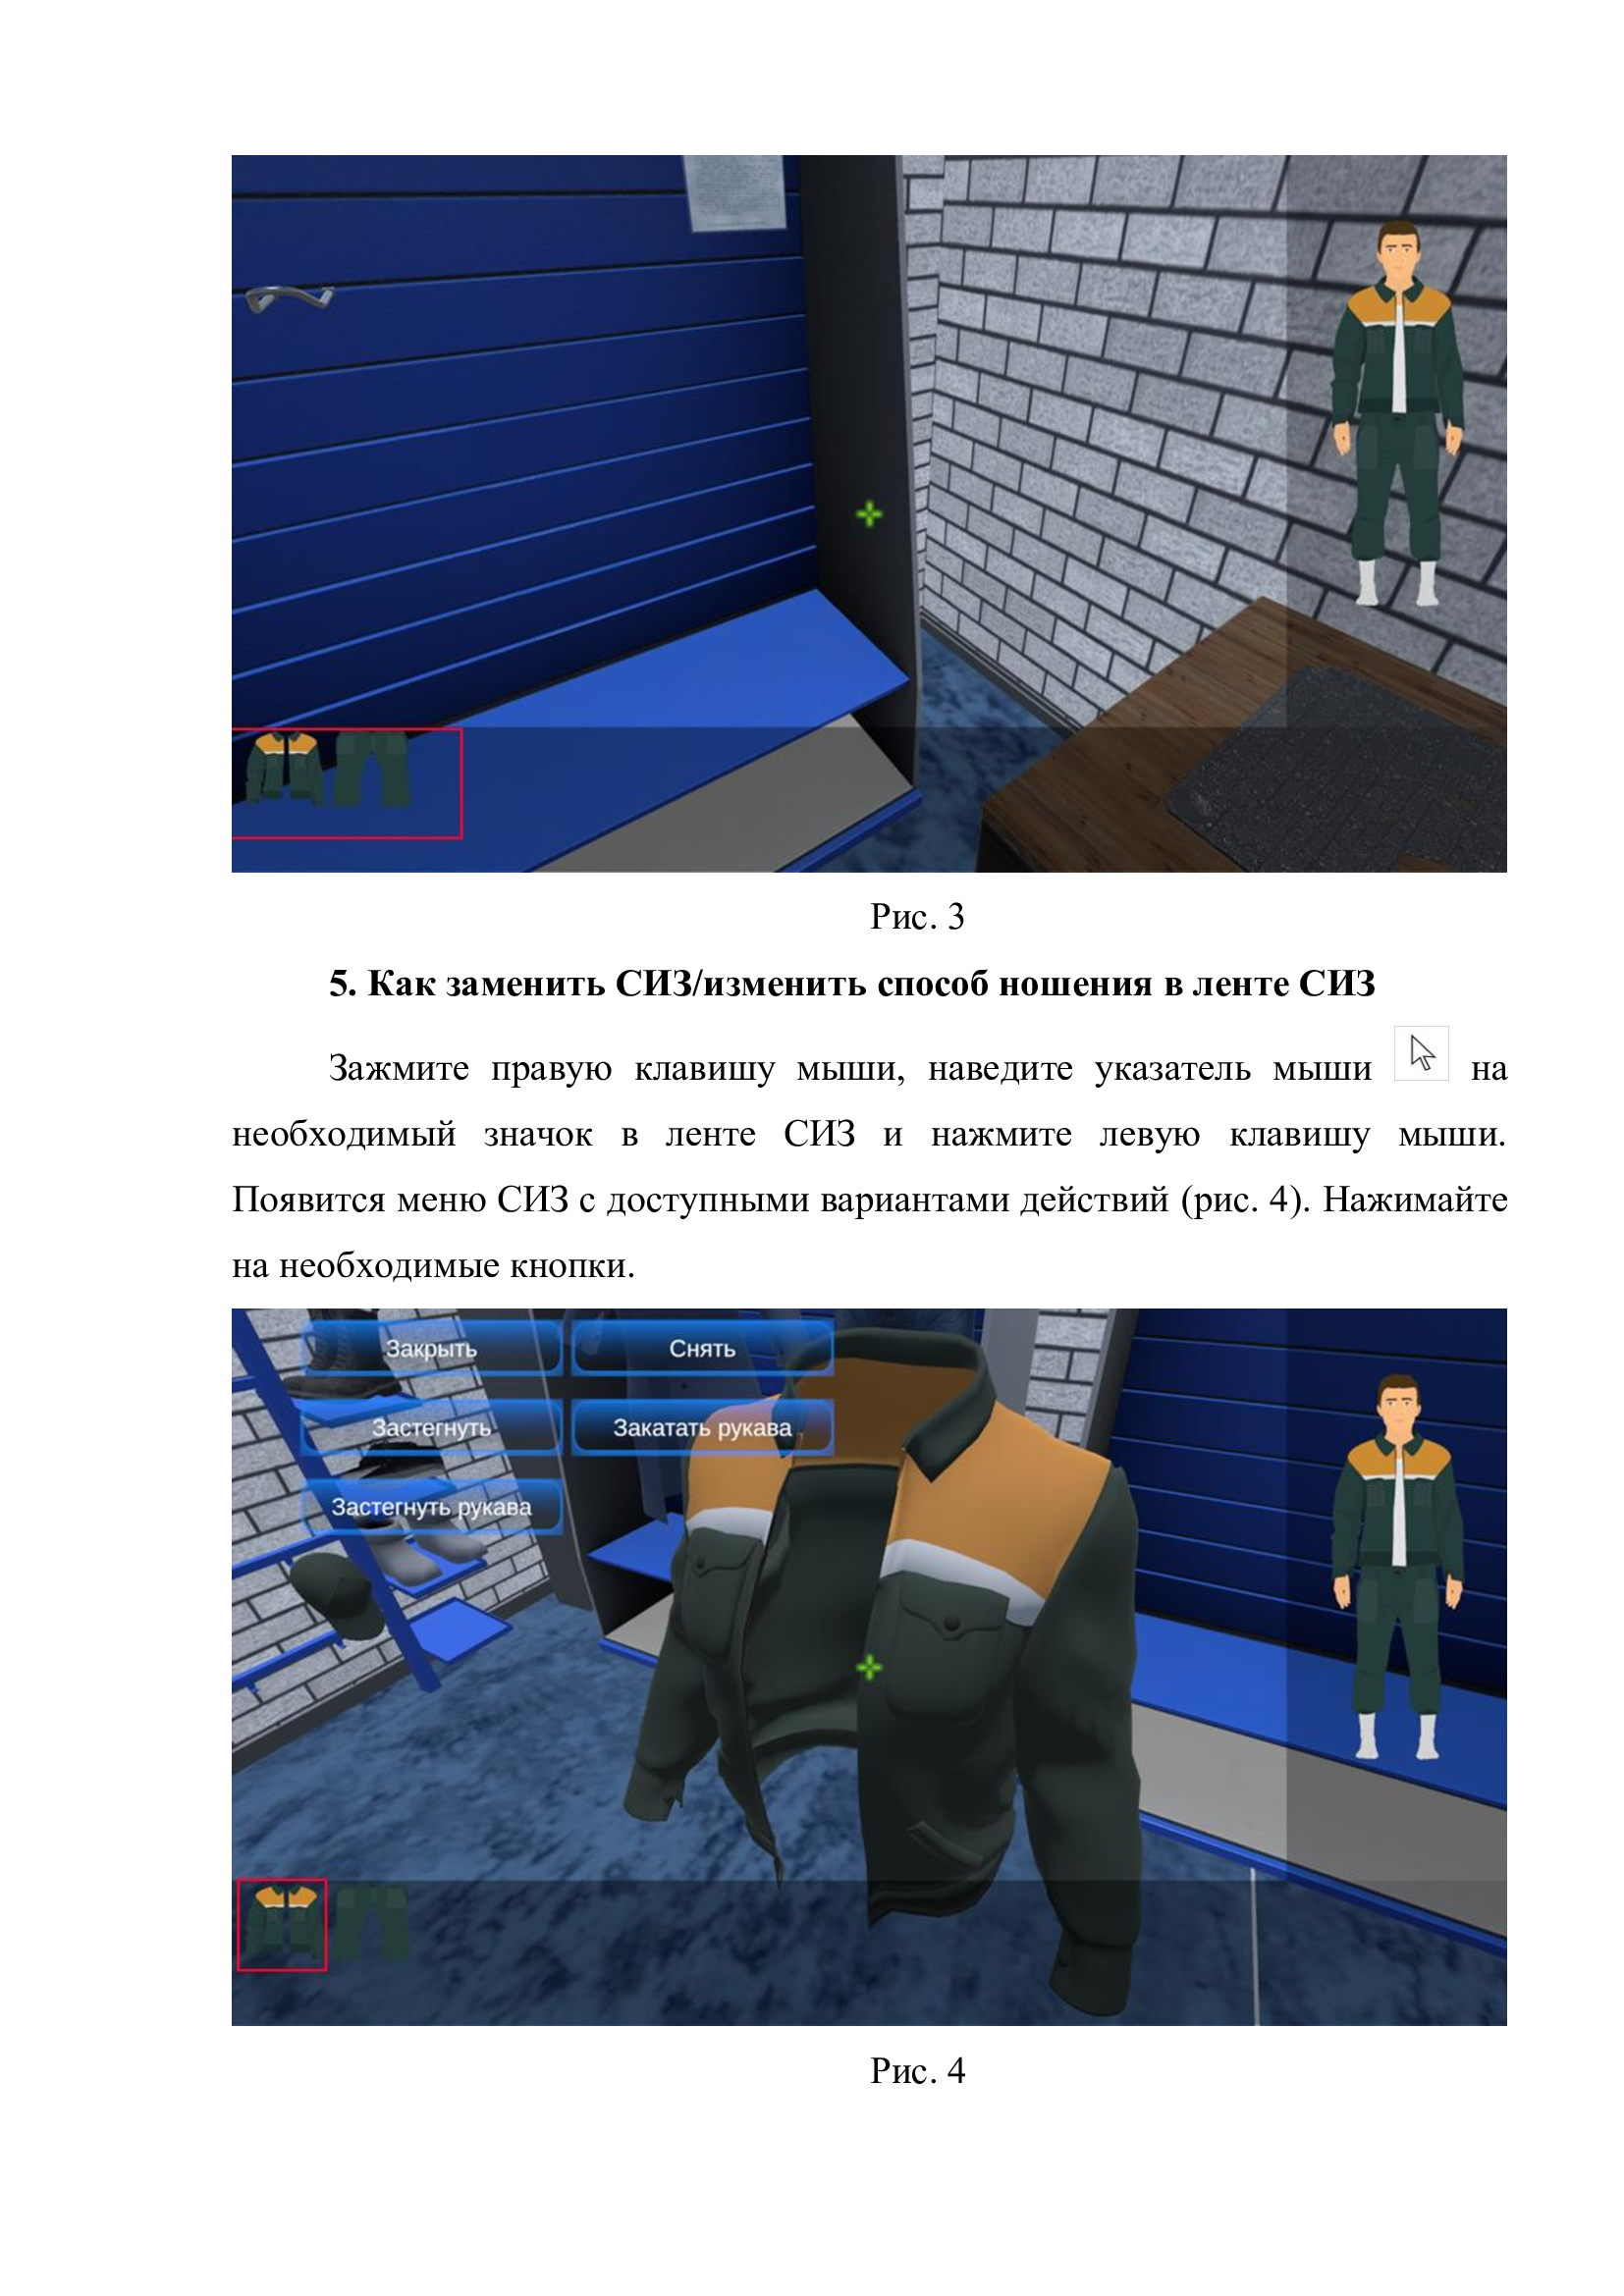 Рис. 3
5. Как заменить СИЗ/изменить способ ношения в ленте СИЗ
Зажмите правую клавишу мыши, наведите указатель мыши на
необходимый значок в ленте СИЗ и нажмите левую клавишу мыши.
Появится меню СИЗ с доступными вариантами действий (рис. 4). Нажимайте
на необходимые кнопки.
Закрыть Снять
Застегнуть Закатать рукава
Застегнуть рукава
Рис. 4